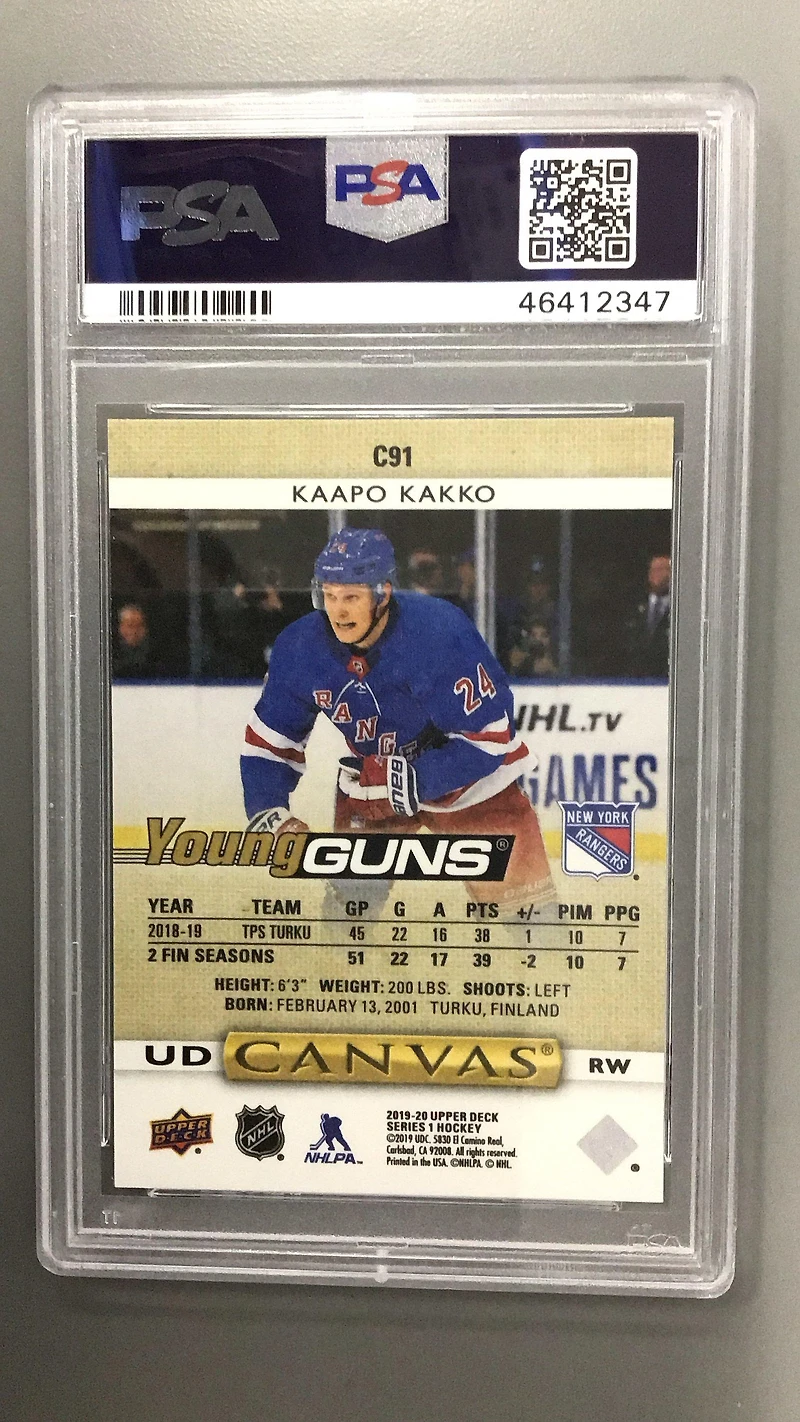 PSA
PSA
46412347
C91
KAAPO KAKKO
24
24
RANGE
NHL.TV
GAMES
BAUER
Young GUNS®
NEW YORK
RANGERS
YEAR TEAM GP G A PTS +/- PIM PPG
2018-19 TPS TURKU 45 22 16 38 1 10 7
2 FIN SEASONS 51 22 17 39 -2 10 7
HEIGHT: 6'3" WEIGHT: 200 LBS. SHOOTS: LEFT
BORN: FEBRUARY 13, 2001 TURKU, FINLAND
UD CANVAS® RW
UPPER
DECK
NHL
NHLPA
2019-20 UPPER DECK
SERIES 1 HOCKEY
©2019 UDC. 5830 El Camino Real,
Carlsbad, CA 92008. All rights reserved.
Printed in the USA. ©NHLPA. © NHL.
PSA